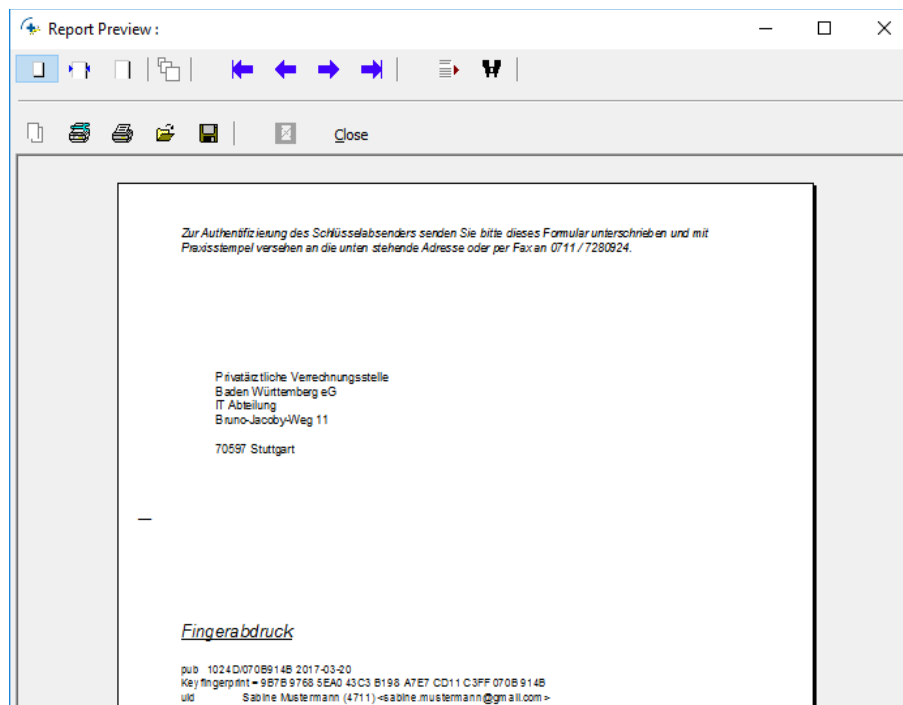 Report Preview :
Close
Zur Authentifizierung des Schlüsselabsenders senden Sie bitte dieses Formular unterschrieben und mit
Praxisstempel versehen an die unten stehende Adresse oder per Fax an 0711 / 7280924.
Privatärztliche Verrechnungsstelle
Baden Württemberg eG
IT Abteilung
Bruno-Jacoby-Weg 11
70597 Stuttgart
Fingerabdruck
pub 1024D/070B914B 2017-03-20
Key fingerprint = 9B7B 9768 5EA0 43C3 B198 A7E7 CD11 C3FF 070B 914B
uid Sabine Mustermann (4711) <sabine.mustermann@gmail.com>